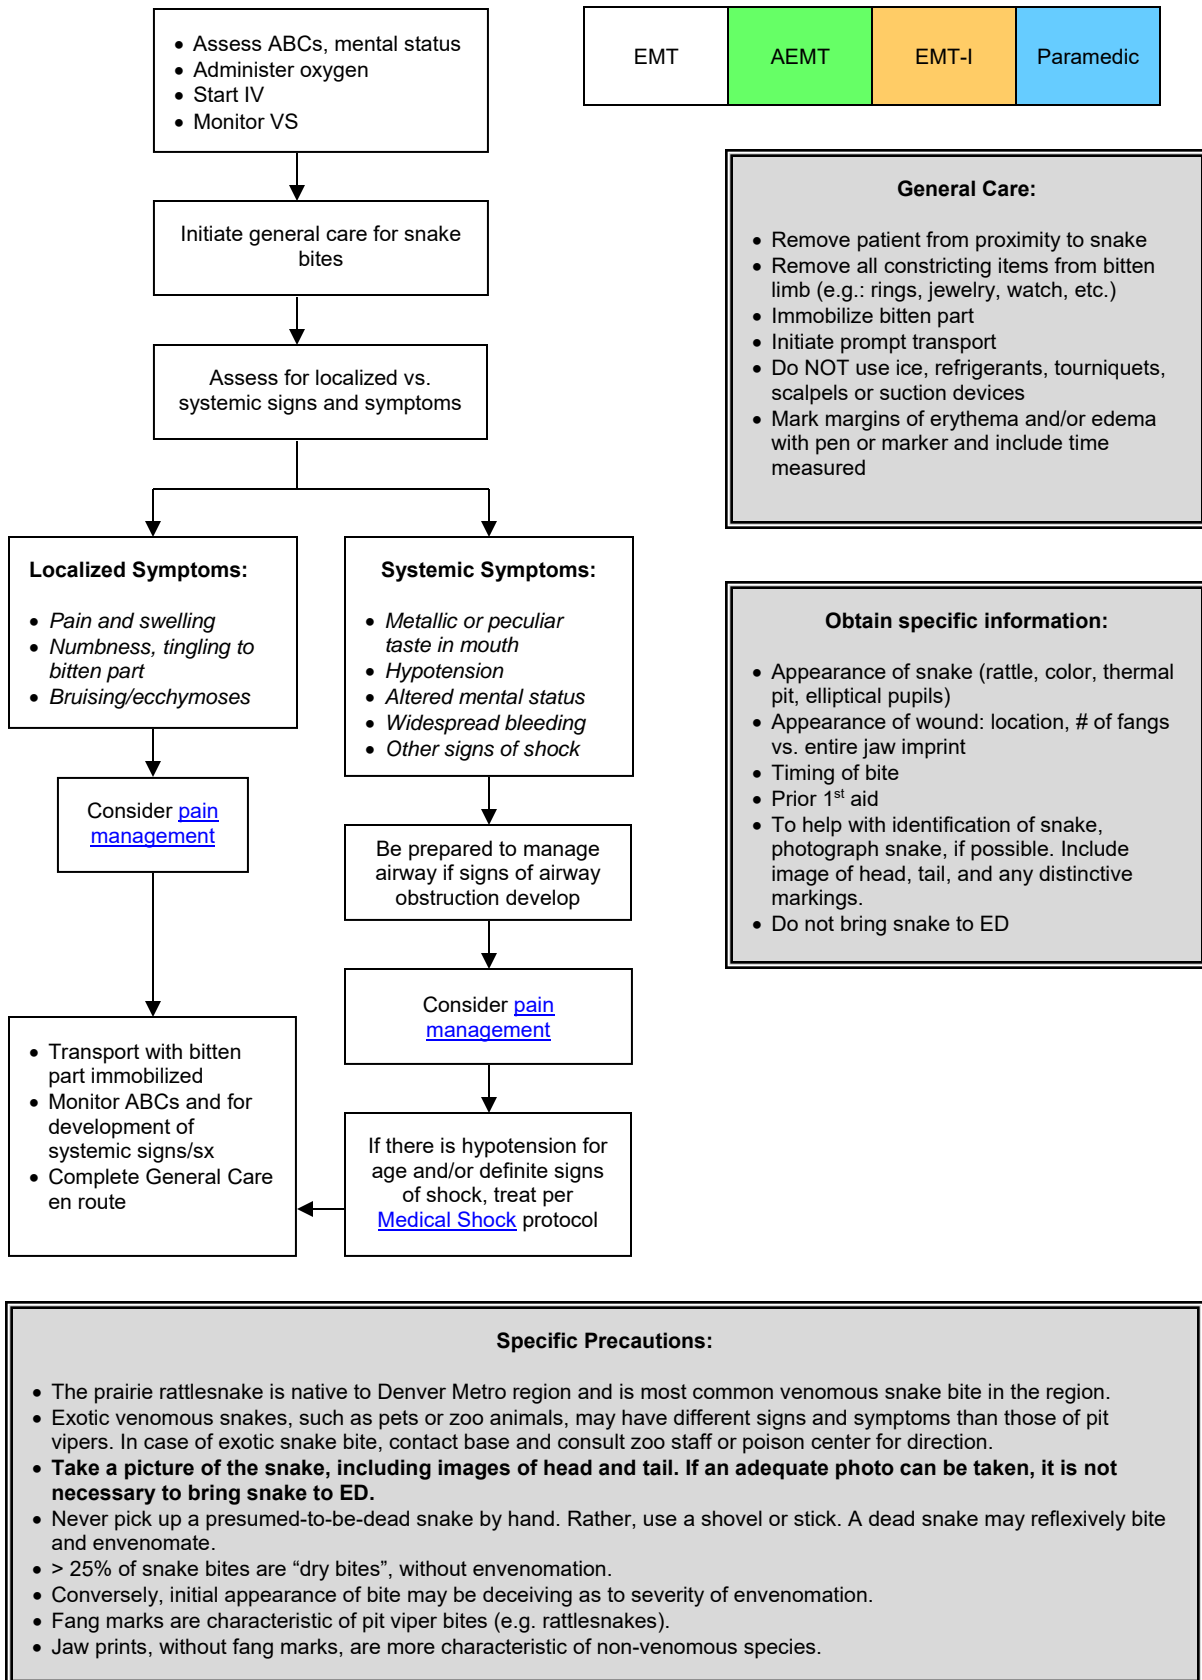 • Assess ABCs, mental status
• Administer oxygen
• Start IV
• Monitor VS
EMT
AEMT
EMT-I
Paramedic
Initiate general care for snake
bites
Assess for localized vs.
systemic signs and symptoms
General Care:
• Remove patient from proximity to snake
• Remove all constricting items from bitten
limb (e.g.: rings, jewelry, watch, etc.)
• Immobilize bitten part
• Initiate prompt transport
• Do NOT use ice, refrigerants, tourniquets,
scalpels or suction devices
• Mark margins of erythema and/or edema
with pen or marker and include time
measured
Localized Symptoms:
• Pain and swelling
• Numbness, tingling to
bitten part
• Bruising/ecchymoses
Systemic Symptoms:
• Metallic or peculiar
taste in mouth
• Hypotension
• Altered mental status
• Widespread bleeding
• Other signs of shock
Obtain specific information:
• Appearance of snake (rattle, color, thermal
pit, elliptical pupils)
• Appearance of wound: location, # of fangs
vs. entire jaw imprint
• Timing of bite
• Prior 1st aid
• To help with identification of snake,
photograph snake, if possible. Include
image of head, tail, and any distinctive
markings.
• Do not bring snake to ED
Consider pain
management
Be prepared to manage
airway if signs of airway
obstruction develop
Consider pain
management
• Transport with bitten
part immobilized
• Monitor ABCs and for
development of
systemic signs/sx
• Complete General Care
en route
If there is hypotension for
age and/or definite signs
of shock, treat per
Medical Shock protocol
Specific Precautions:
• The prairie rattlesnake is native to Denver Metro region and is most common venomous snake bite in the region.
• Exotic venomous snakes, such as pets or zoo animals, may have different signs and symptoms than those of pit
vipers. In case of exotic snake bite, contact base and consult zoo staff or poison center for direction.
• Take a picture of the snake, including images of head and tail. If an adequate photo can be taken, it is not
necessary to bring snake to ED.
• Never pick up a presumed-to-be-dead snake by hand. Rather, use a shovel or stick. A dead snake may reflexively bite
and envenomate.
• > 25% of snake bites are “dry bites”, without envenomation.
• Conversely, initial appearance of bite may be deceiving as to severity of envenomation.
• Fang marks are characteristic of pit viper bites (e.g. rattlesnakes).
• Jaw prints, without fang marks, are more characteristic of non-venomous species.